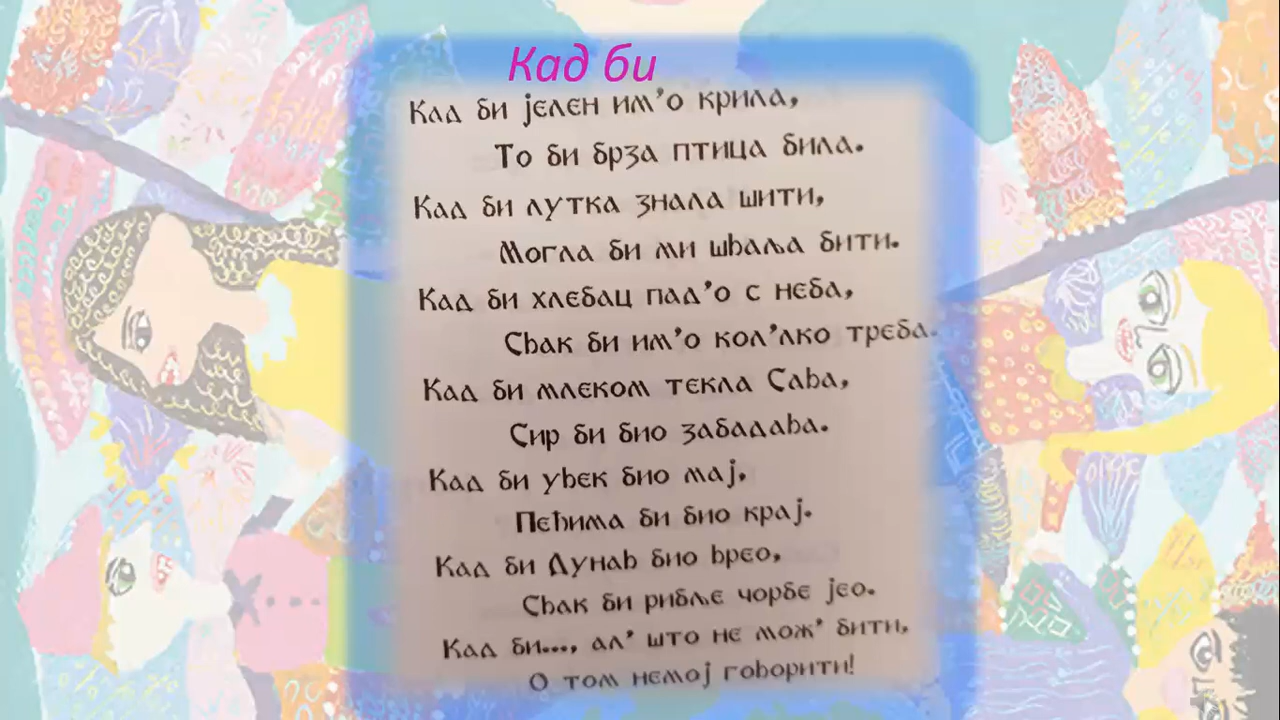 Кад би
Кад би јелен им’о крила,
То би брза птица била.
Кад би лутка знала шити,
Могла би ми шваља бити.
Кад би хлебац пад’о с неба,
Свак би им’о кол’лко треба.
Кад би млеком текла Сава,
Сир би био забадава.
Кад би увек био мај,
Пећима би био крај.
Кад би Дунав био врео,
Свак би рибље чорбе јео.
Кад би..., ал’ што не мож’ бити,
О том немој говорити!